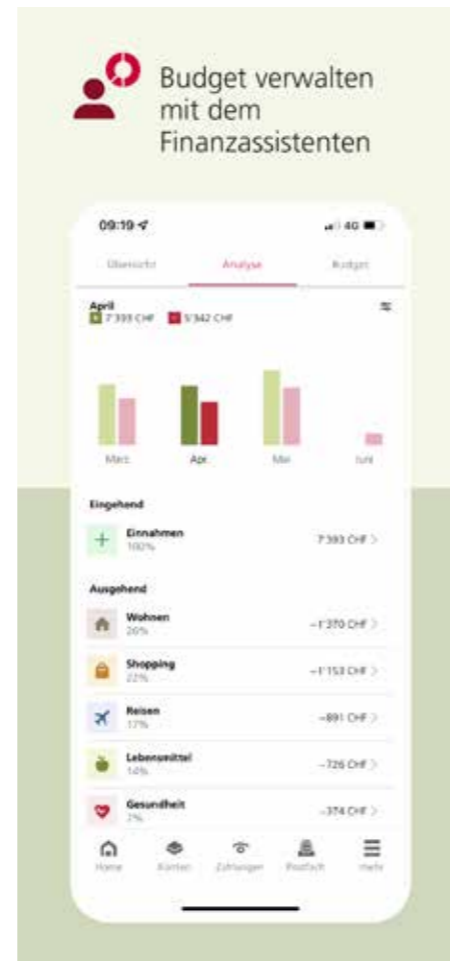 Budget verwalten
mit dem
Finanzassistenten
09:19 4G
Übersicht Analyse Budget
April
7'393 CHF 5'342 CHF
März Apr. Mai Juni
Eingehend
Einnahmen
100% 7'393 CHF
Ausgehend
Wohnen
26% −1'370 CHF
Shopping
22% −1'153 CHF
Reisen
17% −891 CHF
Lebensmittel
14% −726 CHF
Gesundheit
7% −374 CHF
Home Konten Zahlungen Postfach mehr